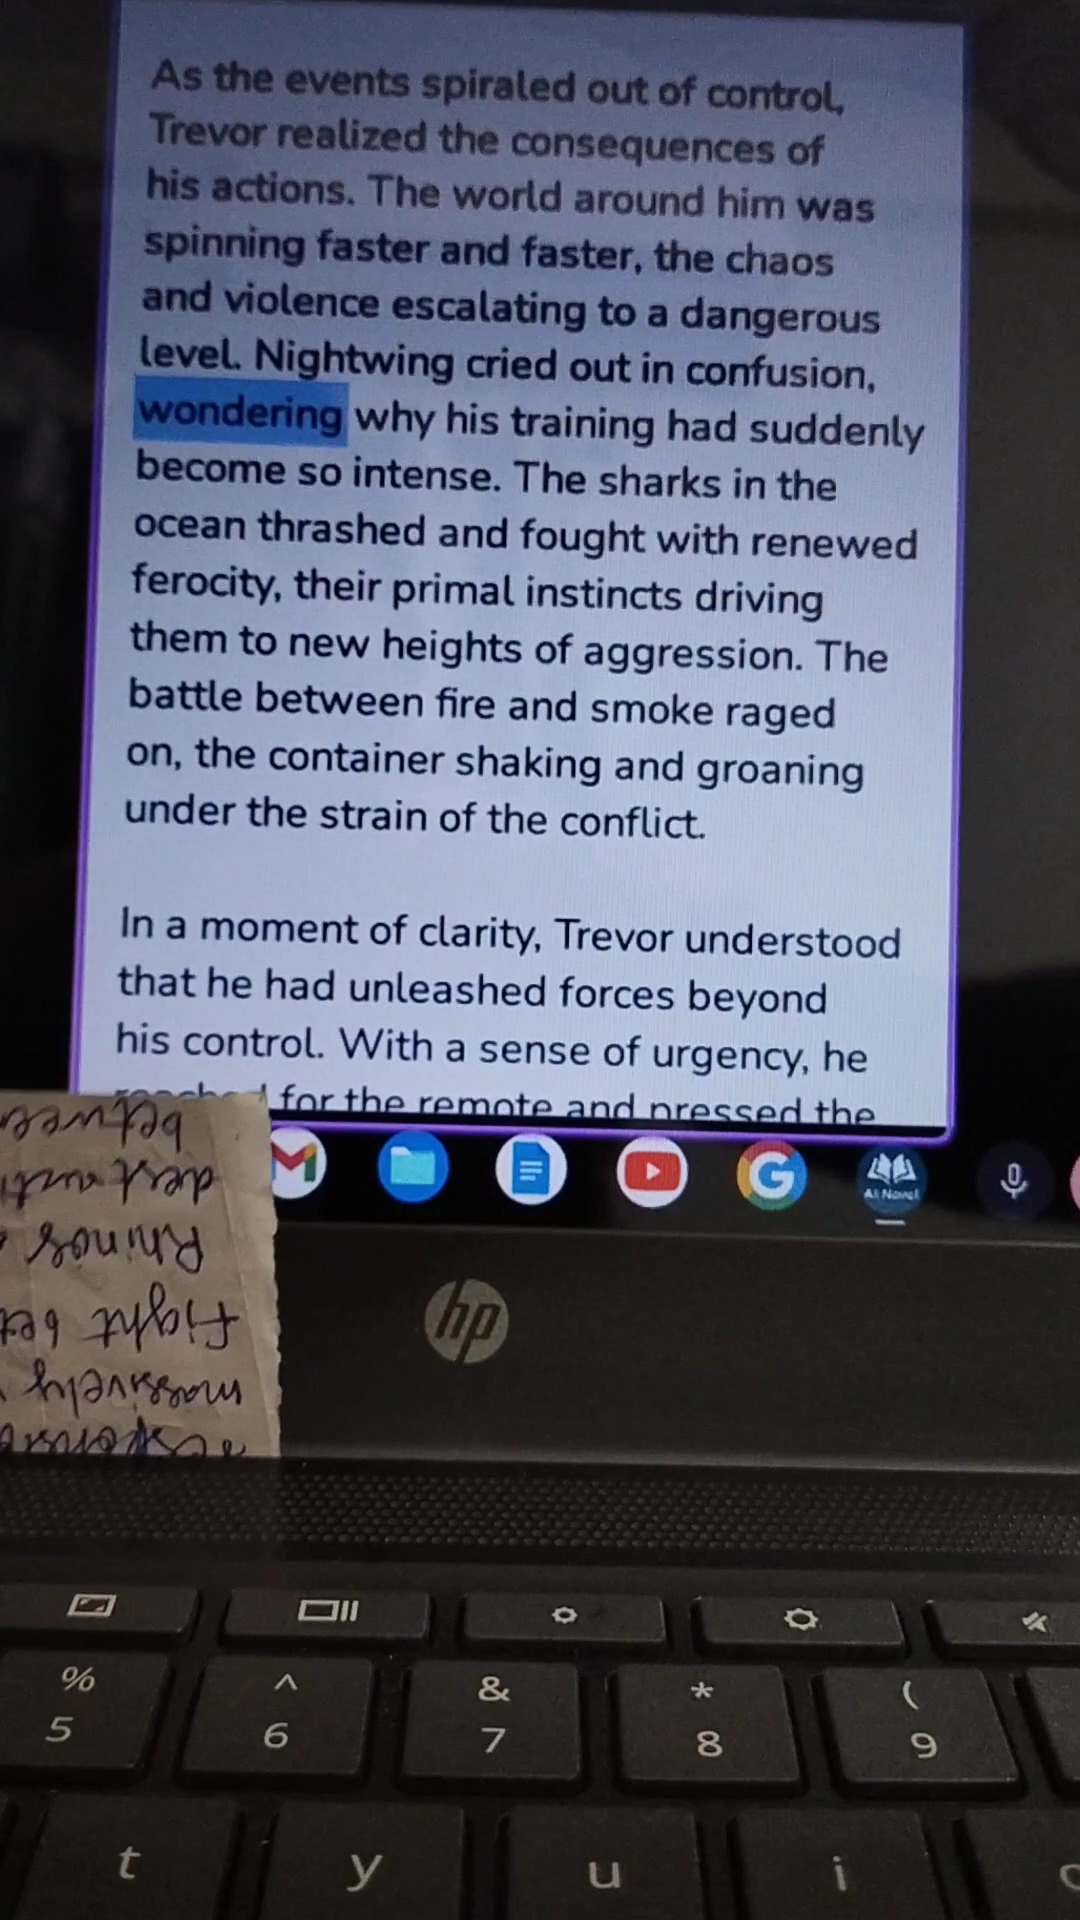 As the events spiraled out of control,
Trevor realized the consequences of
his actions. The world around him was
spinning faster and faster, the chaos
and violence escalating to a dangerous
level. Nightwing cried out in confusion,
wondering why his training had suddenly
become so intense. The sharks in the
ocean thrashed and fought with renewed
ferocity, their primal instincts driving
them to new heights of aggression. The
battle between fire and smoke raged
on, the container shaking and groaning
under the strain of the conflict.
In a moment of clarity, Trevor understood
that he had unleashed forces beyond
his control. With a sense of urgency, he
reached for the remote and pressed the
AI Novel
massively
fight
Rhinos
hp
% ^ & * (
5 6 7 8 9
t y u i